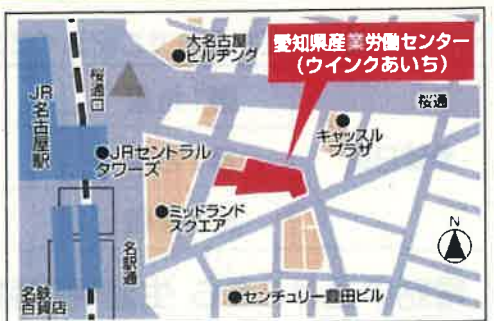 大名古屋
ビルヂング
愛知県産業労働センター
(ウインクあいち)
桜通口
JR名古屋駅
桜通
キャッスル
プラザ
JRセントラル
タワーズ
ミッドランド
スクエア
名駅通
N
名鉄
百貨店
センチュリー豊田ビル